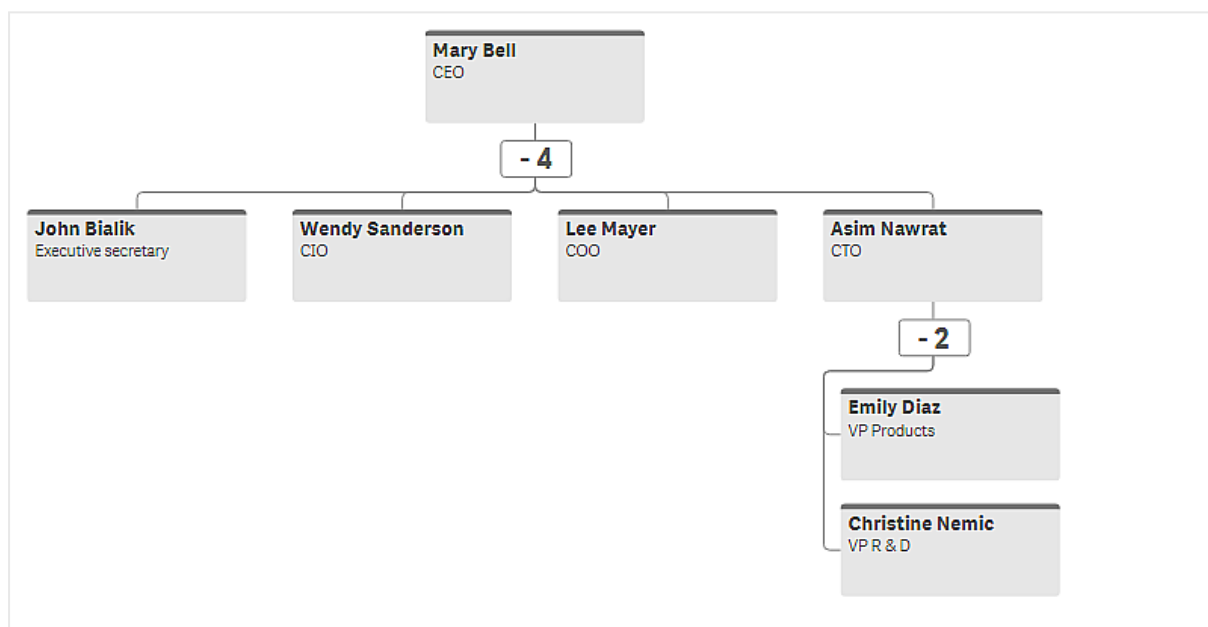 Mary Bell
CEO
- 4
John Bialik
Executive secretary
Wendy Sanderson
CIO
Lee Mayer
COO
Asim Nawrat
CTO
- 2
Emily Diaz
VP Products
Christine Nemic
VP R & D